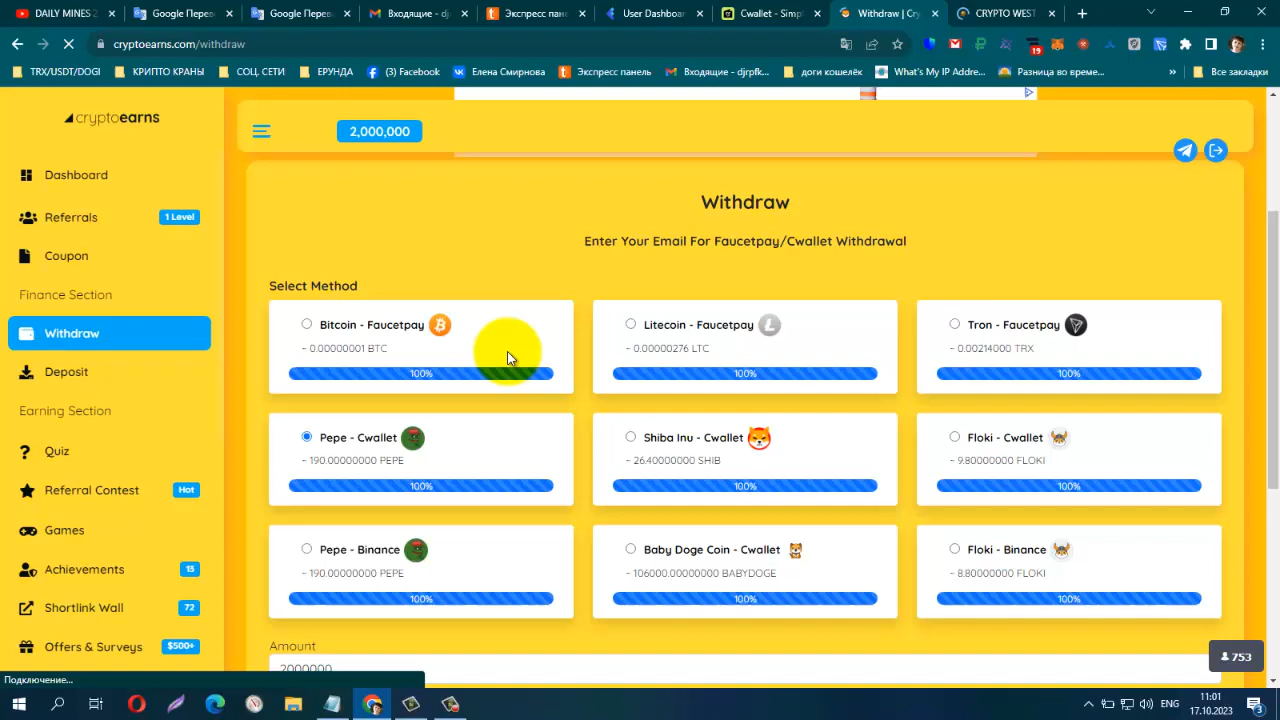 DAILY MINES 2
Google Перев
Google Перев
Входящие - dj
Экспресс пане
User Dashboar
Cwallet - Simp
Withdraw | Cry
CRYPTO WEST
cryptoearns.com/withdraw
19
TRX/USDT/DOGI
КРИПТО КРАНЫ
СОЦ. СЕТИ
ЕРУНДА
(3) Facebook
Елена Смирнова
Экспресс панель
Входящие - djrpfk...
доги кошелёк
What's My IP Addre...
Разница во време...
»
Все закладки
cryptoearns
2,000,000
Dashboard
Referrals
1 Level
Coupon
Finance Section
Withdraw
Deposit
Earning Section
Quiz
Referral Contest
Hot
Games
Achievements
15
Shortlink Wall
72
Offers & Surveys
$500+
Withdraw
Enter Your Email For Faucetpay/Cwallet Withdrawal
Select Method
Bitcoin - Faucetpay
~ 0.00000001 BTC
100%
Litecoin - Faucetpay
~ 0.00000276 LTC
100%
Tron - Faucetpay
~ 0.00214000 TRX
100%
Pepe - Cwallet
~ 190.00000000 PEPE
100%
Shiba Inu - Cwallet
~ 26.40000000 SHIB
100%
Floki - Cwallet
~ 9.80000000 FLOKI
100%
Pepe - Binance
~ 190.00000000 PEPE
100%
Baby Doge Coin - Cwallet
~ 106000.00000000 BABYDOGE
100%
Floki - Binance
~ 8.80000000 FLOKI
100%
Amount
2000000
753
Подключение...
ENG
11:01
17.10.2023
3